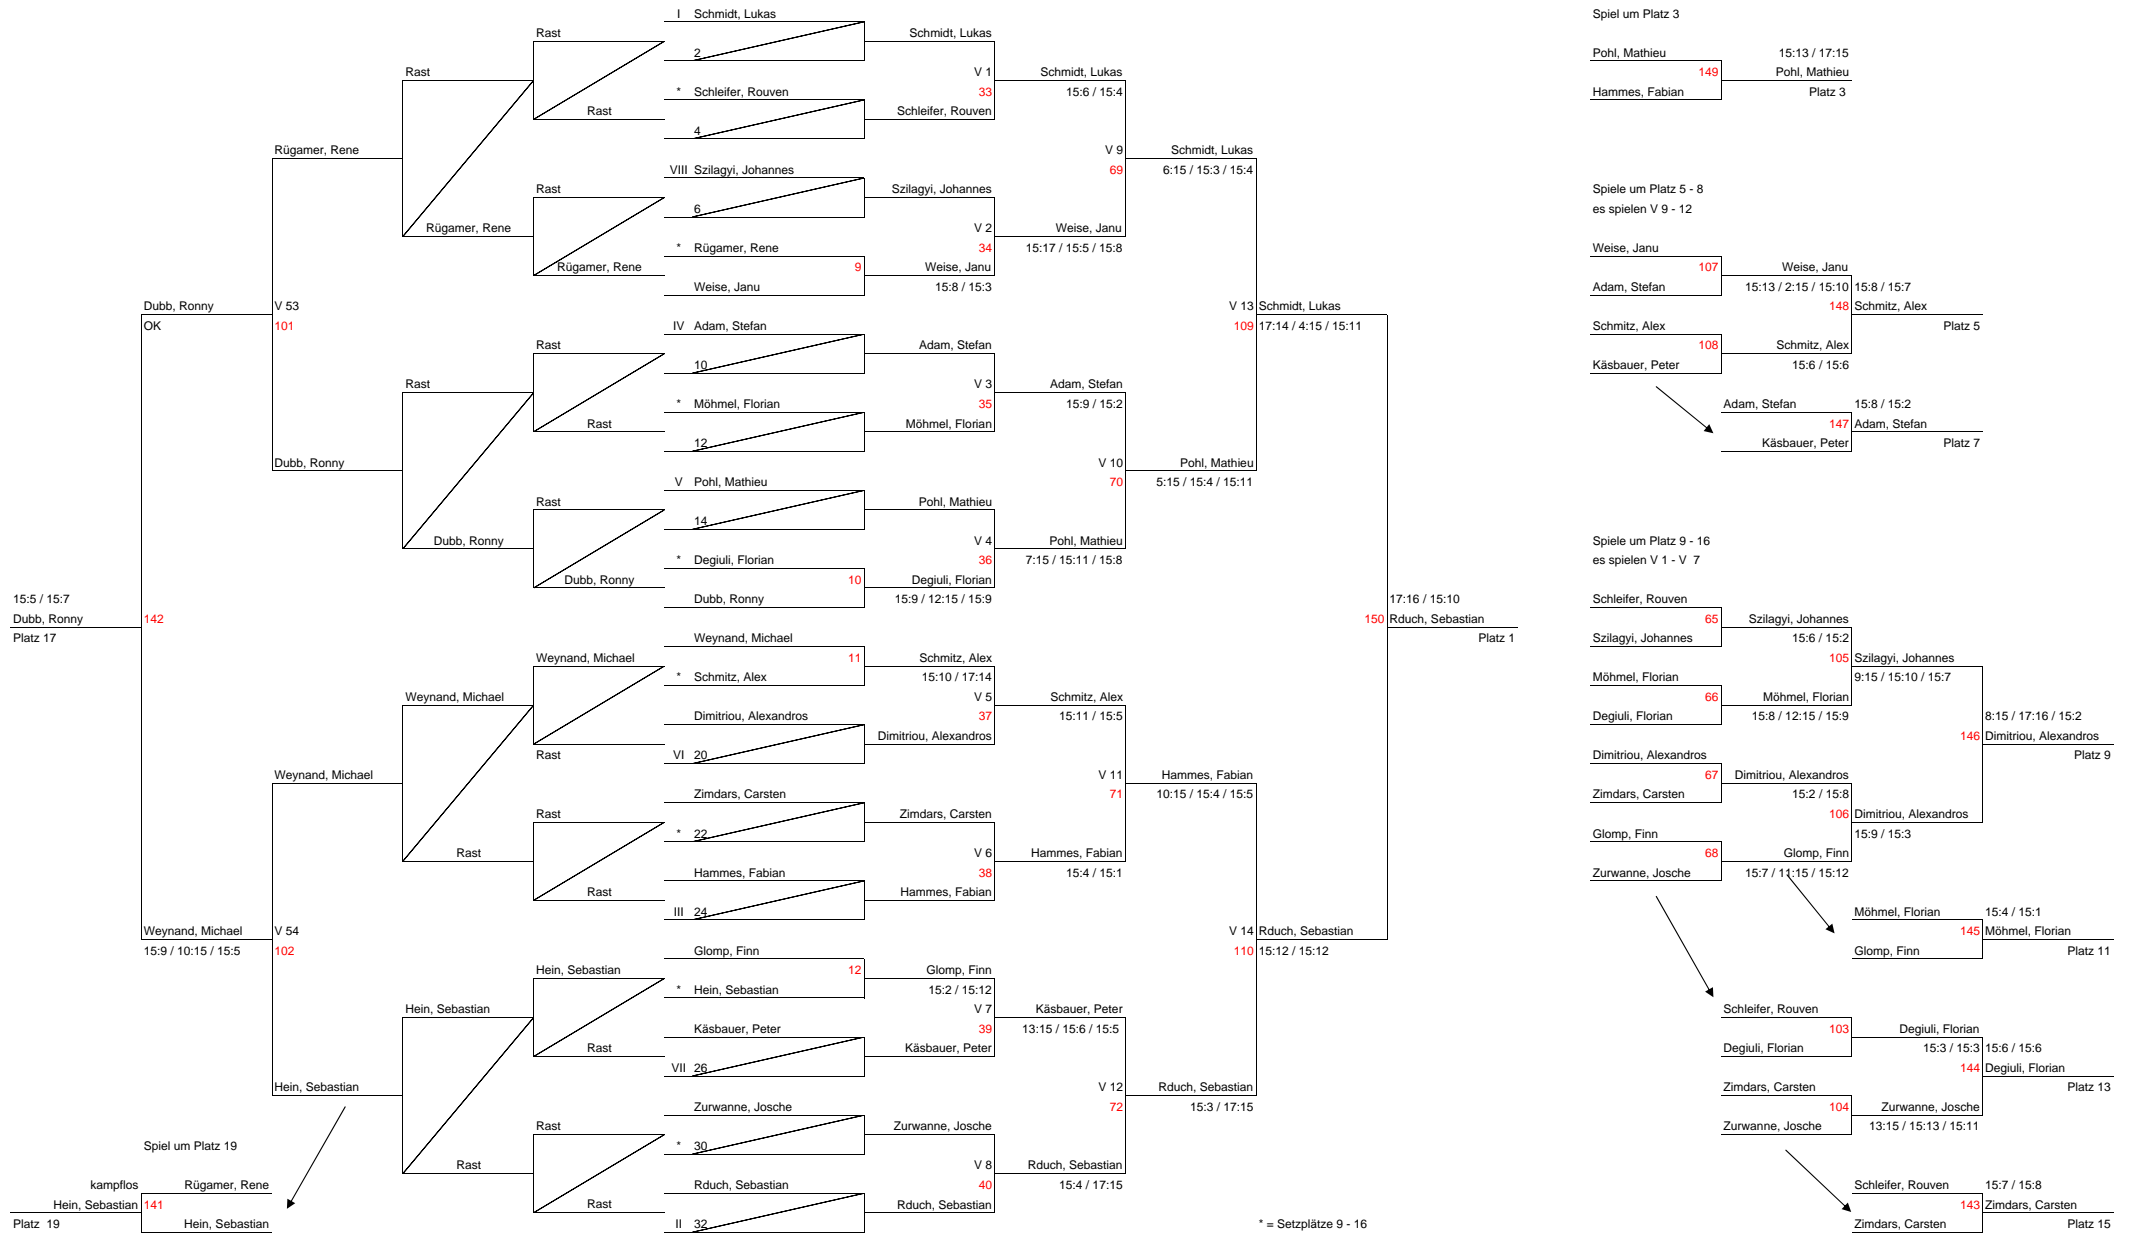 I Schmidt, Lukas
Spiel um Platz 3
Rast
Schmidt, Lukas
2
Pohl, Mathieu
15:13 / 17:15
Rast
V 1
Schmidt, Lukas
149
Pohl, Mathieu
* Schleifer, Rouven
33
15:6 / 15:4
Hammes, Fabian
Platz 3
Rast
Schleifer, Rouven
4
Rügamer, Rene
V 9
Schmidt, Lukas
VIII Szilagyi, Johannes
69
6:15 / 15:3 / 15:4
Rast
Szilagyi, Johannes
Spiele um Platz 5 - 8
6
es spielen V 9 - 12
Rügamer, Rene
V 2
Weise, Janu
* Rügamer, Rene
34
15:17 / 15:5 / 15:8
Weise, Janu
Rügamer, Rene
9
Weise, Janu
107
Weise, Janu
Weise, Janu
15:8 / 15:3
Adam, Stefan
15:13 / 2:15 / 15:10
15:8 / 15:7
Dubb, Ronny
V 53
V 13
Schmidt, Lukas
148
Schmitz, Alex
OK
101
IV Adam, Stefan
109
17:14 / 4:15 / 15:11
Schmitz, Alex
Platz 5
Rast
Adam, Stefan
108
Schmitz, Alex
10
Käsbauer, Peter
15:6 / 15:6
Rast
V 3
Adam, Stefan
* Möhmel, Florian
35
15:9 / 15:2
Adam, Stefan
15:8 / 15:2
Rast
Möhmel, Florian
147
Adam, Stefan
12
Käsbauer, Peter
Platz 7
Dubb, Ronny
V 10
Pohl, Mathieu
V Pohl, Mathieu
70
5:15 / 15:4 / 15:11
Rast
Pohl, Mathieu
14
Dubb, Ronny
V 4
Pohl, Mathieu
Spiele um Platz 9 - 16
* Degiuli, Florian
36
7:15 / 15:11 / 15:8
es spielen V 1 - V 7
Dubb, Ronny
10
Degiuli, Florian
15:5 / 15:7
Dubb, Ronny
15:9 / 12:15 / 15:9
17:16 / 15:10
Schleifer, Rouven
Dubb, Ronny
142
150
Rduch, Sebastian
65
Szilagyi, Johannes
Platz 17
Weynand, Michael
Platz 1
Szilagyi, Johannes
15:6 / 15:2
Weynand, Michael
11
Schmitz, Alex
105
Szilagyi, Johannes
* Schmitz, Alex
15:10 / 17:14
Möhmel, Florian
9:15 / 15:10 / 15:7
Weynand, Michael
V 5
Schmitz, Alex
66
Möhmel, Florian
Dimitriou, Alexandros
37
15:11 / 15:5
Degiuli, Florian
15:8 / 12:15 / 15:9
8:15 / 17:16 / 15:2
Dimitriou, Alexandros
146
Dimitriou, Alexandros
Rast
VI 20
Dimitriou, Alexandros
Platz 9
Weynand, Michael
V 11
Hammes, Fabian
67
Dimitriou, Alexandros
Zimdars, Carsten
71
10:15 / 15:4 / 15:5
Zimdars, Carsten
15:2 / 15:8
Rast
Zimdars, Carsten
106
Dimitriou, Alexandros
* 22
Glomp, Finn
15:9 / 15:3
Rast
V 6
Hammes, Fabian
68
Glomp, Finn
Hammes, Fabian
38
15:4 / 15:1
Zurwanne, Josche
15:7 / 11:15 / 15:12
Rast
Hammes, Fabian
III 24
Möhmel, Florian
15:4 / 15:1
Weynand, Michael
V 54
V 14
Rduch, Sebastian
145
Möhmel, Florian
15:9 / 10:15 / 15:5
102
Glomp, Finn
110
15:12 / 15:12
Glomp, Finn
Platz 11
Hein, Sebastian
12
Glomp, Finn
* Hein, Sebastian
15:2 / 15:12
Hein, Sebastian
V 7
Käsbauer, Peter
Schleifer, Rouven
Käsbauer, Peter
39
13:15 / 15:6 / 15:5
103
Degiuli, Florian
Rast
Käsbauer, Peter
Degiuli, Florian
15:3 / 15:3
15:6 / 15:6
VII 26
144
Degiuli, Florian
Hein, Sebastian
V 12
Rduch, Sebastian
Zimdars, Carsten
Platz 13
Zurwanne, Josche
72
15:3 / 17:15
104
Zurwanne, Josche
Rast
Zurwanne, Josche
Zurwanne, Josche
13:15 / 15:13 / 15:11
Spiel um Platz 19
* 30
Rast
V 8
Rduch, Sebastian
kampflos
Rügamer, Rene
Rduch, Sebastian
40
15:4 / 17:15
Schleifer, Rouven
15:7 / 15:8
Hein, Sebastian
141
Rast
Rduch, Sebastian
143
Zimdars, Carsten
Platz 19
Hein, Sebastian
II 32
* = Setzplätze 9 - 16
Zimdars, Carsten
Platz 15